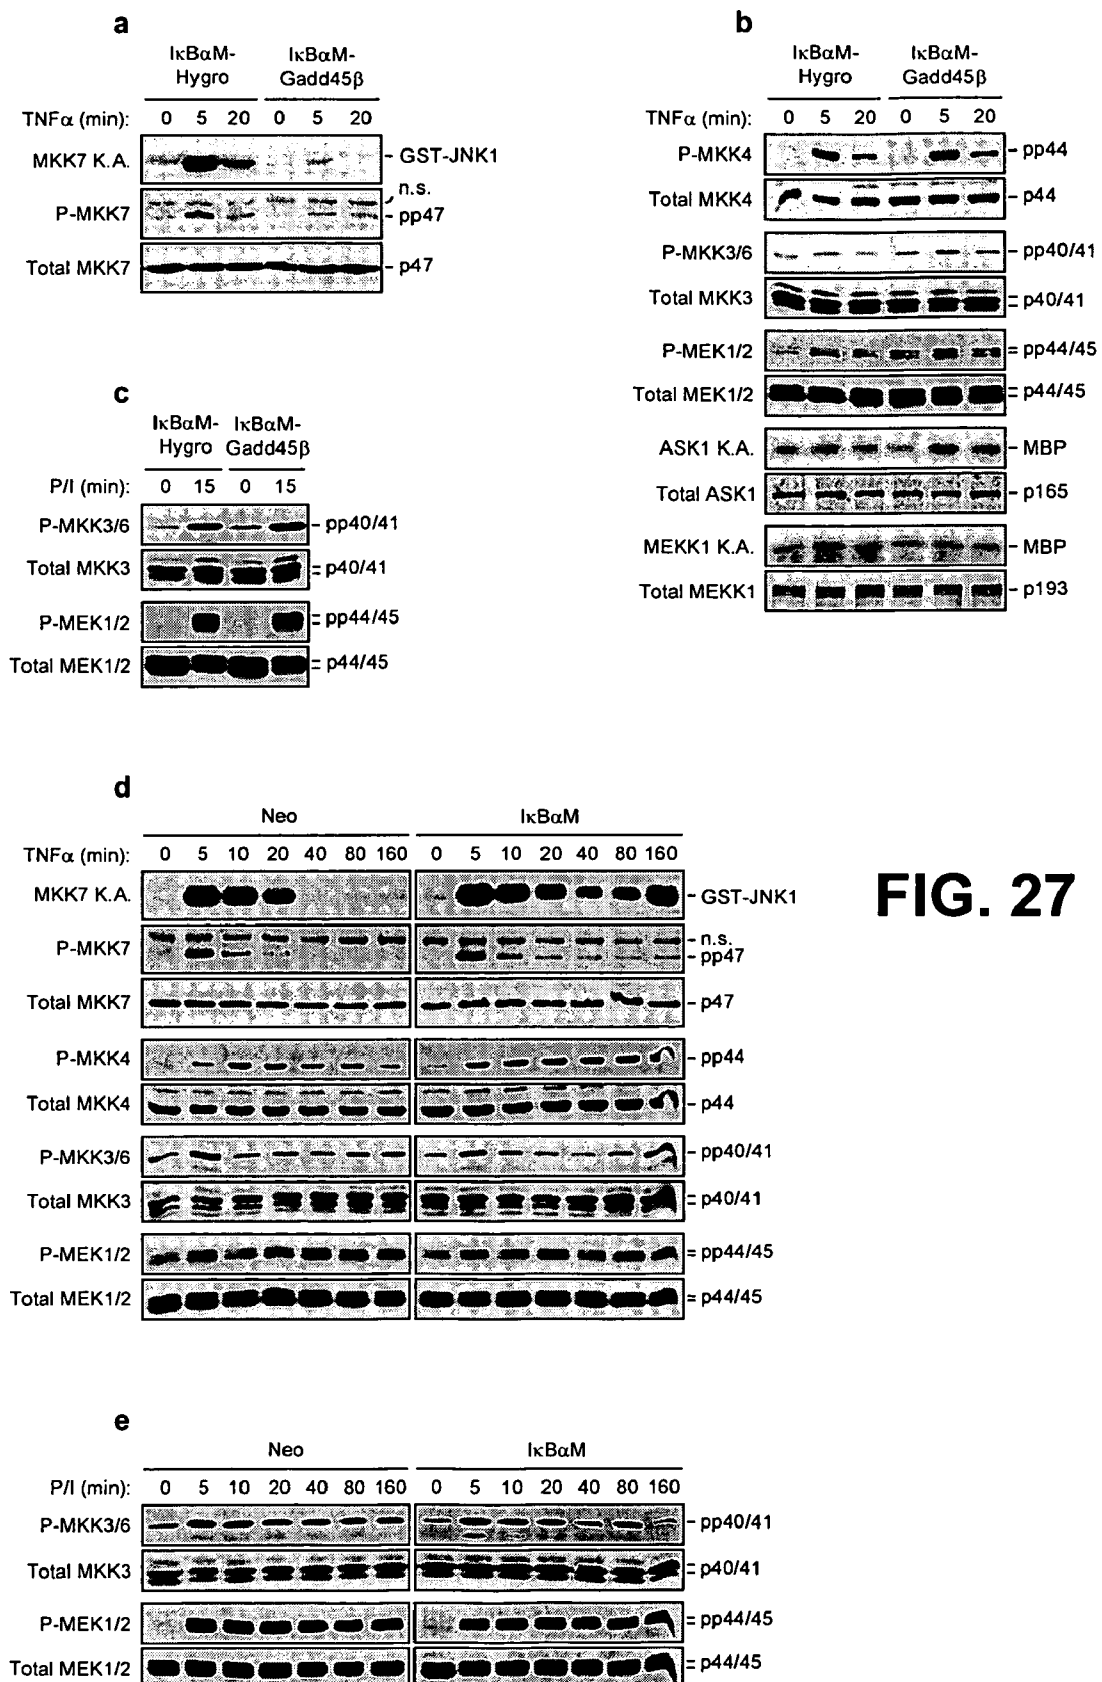 a
IκBαM- IκBαM-
Hygro Gadd45β
TNFα (min): 0 5 20 0 5 20
MKK7 K.A. - GST-JNK1
n.s.
P-MKK7 - pp47
Total MKK7 - p47
b
IκBαM- IκBαM-
Hygro Gadd45β
TNFα (min): 0 5 20 0 5 20
P-MKK4 - pp44
Total MKK4 - p44
P-MKK3/6 - pp40/41
Total MKK3 = p40/41
P-MEK1/2 = pp44/45
Total MEK1/2 = p44/45
ASK1 K.A. - MBP
Total ASK1 - p165
MEKK1 K.A. - MBP
Total MEKK1 - p193
c
IκBαM- IκBαM-
Hygro Gadd45β
P/I (min): 0 15 0 15
P-MKK3/6 - pp40/41
Total MKK3 = p40/41
P-MEK1/2 = pp44/45
Total MEK1/2 = p44/45
d
Neo IκBαM
TNFα (min): 0 5 10 20 40 80 160 0 5 10 20 40 80 160
MKK7 K.A. - GST-JNK1
- n.s.
P-MKK7 - pp47
Total MKK7 - p47
P-MKK4 - pp44
Total MKK4 - p44
P-MKK3/6 - pp40/41
Total MKK3 = p40/41
P-MEK1/2 = pp44/45
Total MEK1/2 = p44/45
FIG. 27
e
Neo IκBαM
P/I (min): 0 5 10 20 40 80 160 0 5 10 20 40 80 160
P-MKK3/6 - pp40/41
Total MKK3 = p40/41
P-MEK1/2 = pp44/45
Total MEK1/2 = p44/45